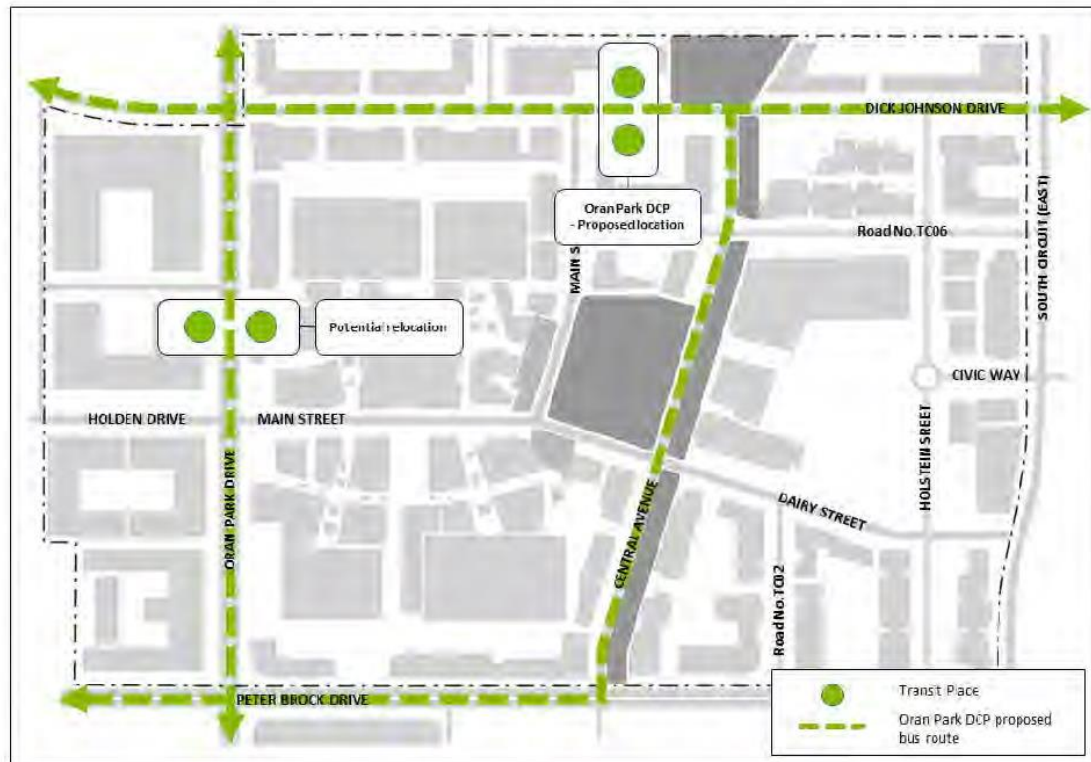 DICK JOHNSON DRIVE
Oran Park DCP
- Proposed location
Road No.TC06
SOUTH CIRCUIT (EAST)
MAIN S
Potential relocation
CIVIC WAY
HOLDEN DRIVE
MAIN STREET
HOLSTEIN SREET
ORAN PARK DRIVE
DAIRY STREET
CENTRAL AVENUE
Road No.TC02
PETER BROCK DRIVE
Transit Place
Oran Park DCP proposed
bus route